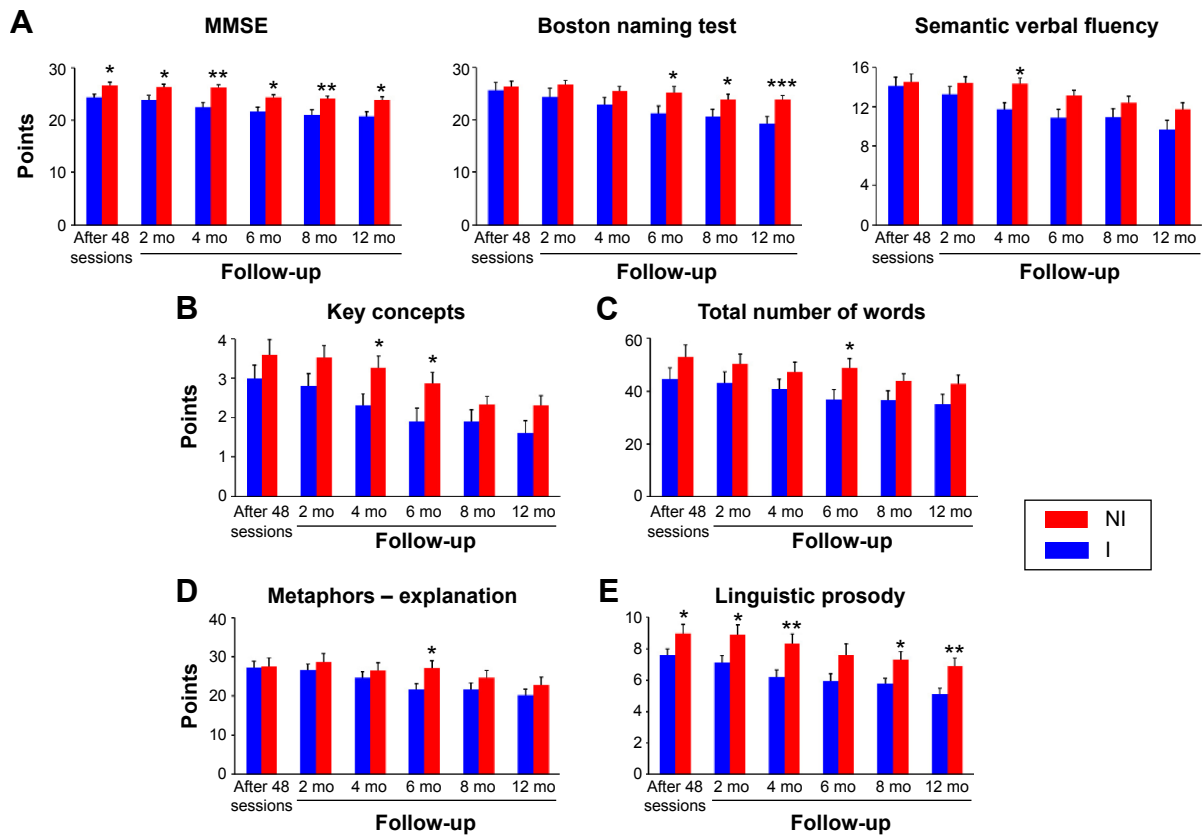 A
MMSE
Boston naming test
Semantic verbal fluency
Points
30
20
10
0
* * ** * ** *
After 48 sessions
2 mo 4 mo 6 mo 8 mo 12 mo
Follow-up
30
20
10
0
* * ***
After 48 sessions
2 mo 4 mo 6 mo 8 mo 12 mo
Follow-up
16
12
8
4
0
*
After 48 sessions
2 mo 4 mo 6 mo 8 mo 12 mo
Follow-up
B
Key concepts
Points
4
3
2
1
0
* *
After 48 sessions
2 mo 4 mo 6 mo 8 mo 12 mo
Follow-up
C
Total number of words
60
40
20
0
*
After 48 sessions
2 mo 4 mo 6 mo 8 mo 12 mo
Follow-up
NI
I
D
Metaphors – explanation
Points
40
30
20
10
0
*
After 48 sessions
2 mo 4 mo 6 mo 8 mo 12 mo
Follow-up
E
Linguistic prosody
10
8
6
4
2
0
* * ** * **
After 48 sessions
2 mo 4 mo 6 mo 8 mo 12 mo
Follow-up